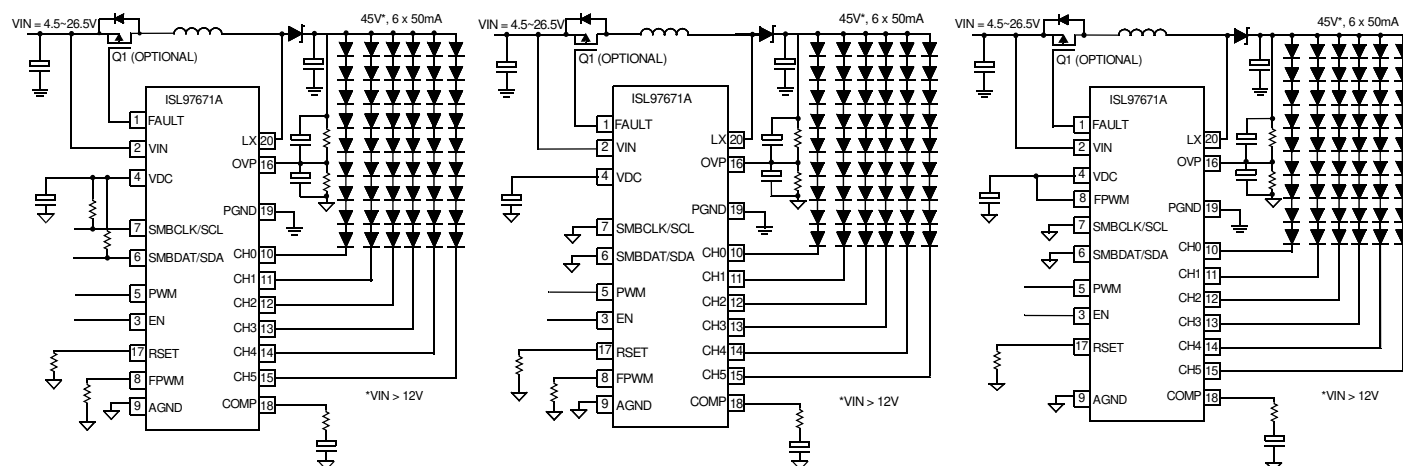 VIN = 4.5~26.5V
45V*, 6 x 50mA
Q1 (OPTIONAL)
ISL97671A
1 FAULT
2 VIN
4 VDC
7 SMBCLK/SCL
6 SMBDAT/SDA
5 PWM
3 EN
17 RSET
8 FPWM
9 AGND
LX 20
OVP 16
PGND 19
CH0 10
CH1 11
CH2 12
CH3 13
CH4 14
CH5 15
COMP 18
*VIN > 12V
VIN = 4.5~26.5V
45V*, 6 x 50mA
Q1 (OPTIONAL)
ISL97671A
1 FAULT
2 VIN
4 VDC
7 SMBCLK/SCL
6 SMBDAT/SDA
5 PWM
3 EN
17 RSET
8 FPWM
9 AGND
LX 20
OVP 16
PGND 19
CH0 10
CH1 11
CH2 12
CH3 13
CH4 14
CH5 15
COMP 18
*VIN > 12V
VIN = 4.5~26.5V
45V*, 6 x 50mA
Q1 (OPTIONAL)
ISL97671A
1 FAULT
2 VIN
4 VDC
8 FPWM
7 SMBCLK/SCL
6 SMBDAT/SDA
5 PWM
3 EN
17 RSET
9 AGND
LX 20
OVP 16
PGND 19
CH0 10
CH1 11
CH2 12
CH3 13
CH4 14
CH5 15
COMP 18
*VIN > 12V